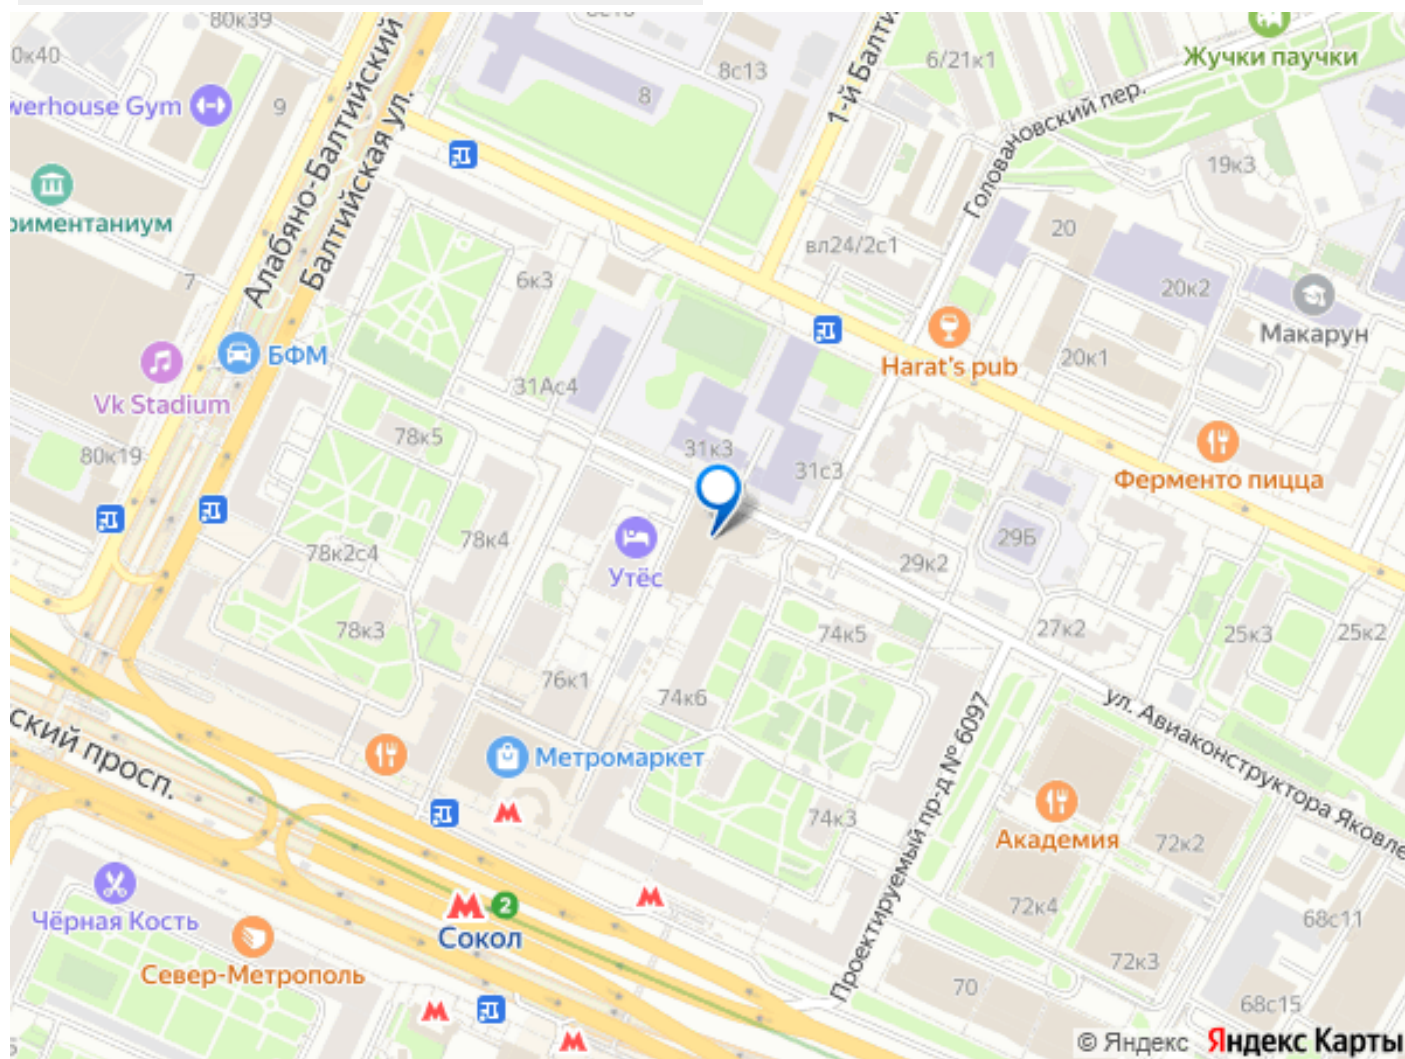 80к39
8с13
6/21к1
Жучки паучки
0к40
werhouse Gym
9
8
1-й Балти
Головановский пер.
Алабяно-Балтийский
Балтийская ул.
19к3
риментаниум
20
вл24/2с1
7
6к3
20к2
Макарун
БФМ
Harat's pub
20к1
Vk Stadium
31Ас4
78к5
31к3
31с3
80к19
Ферменто пицца
78к2с4
78к4
Утёс
29Б
29к2
78к3
74к5
27к2
25к3
25к2
76к1
74к6
ул. Авиаконструктора Яковле
ский просп.
Метромаркет
Проектируемый пр-д № 6097
74к3
Академия
72к2
Чёрная Кость
2
Сокол
72к4
68с11
Север-Метрополь
72к3
70
68с15
© Яндекс Яндекс Карты